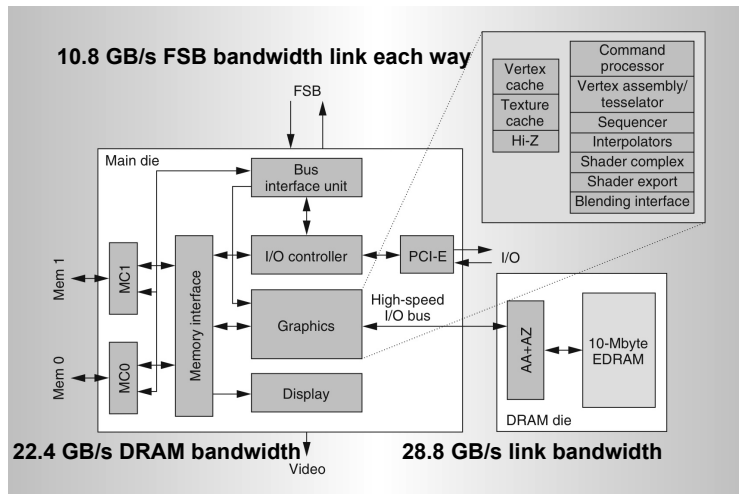 10.8 GB/s FSB bandwidth link each way
FSB
Main die
Bus
interface unit
I/O controller
PCI-E
I/O
Mem 1
MC1
Mem 0
MC0
Memory interface
Graphics
High-speed
I/O bus
Display
Video
Vertex
cache
Texture
cache
Hi-Z
Command
processor
Vertex assembly/
tesselator
Sequencer
Interpolators
Shader complex
Shader export
Blending interface
AA+AZ
10-Mbyte
EDRAM
DRAM die
22.4 GB/s DRAM bandwidth
28.8 GB/s link bandwidth